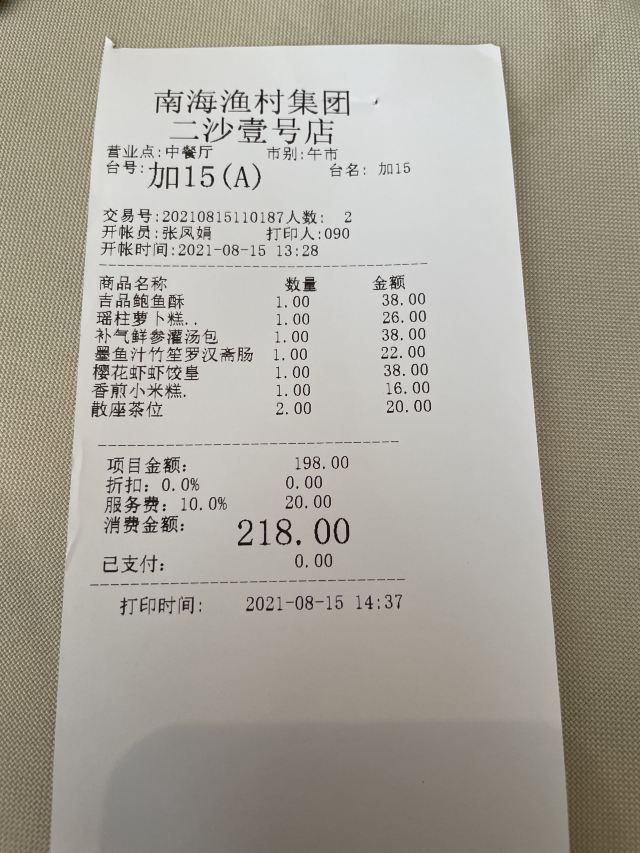 南海渔村集团
二沙壹号店
营业点:中餐厅 市别:午市
台号:加15(A) 台名: 加15
交易号:20210815110187人数: 2
开帐员:张凤娟 打印人:090
开帐时间:2021-08-15 13:28
商品名称 数量 金额
吉品鲍鱼酥 1.00 38.00
瑶柱萝卜糕.. 1.00 26.00
补气鲜参灌汤包 1.00 38.00
墨鱼汁竹笙罗汉斋肠 1.00 22.00
樱花虾虾饺皇 1.00 38.00
香煎小米糕. 1.00 16.00
散座茶位 2.00 20.00
项目金额: 198.00
折扣: 0.0% 0.00
服务费: 10.0% 20.00
消费金额: 218.00
已支付: 0.00
打印时间: 2021-08-15 14:37